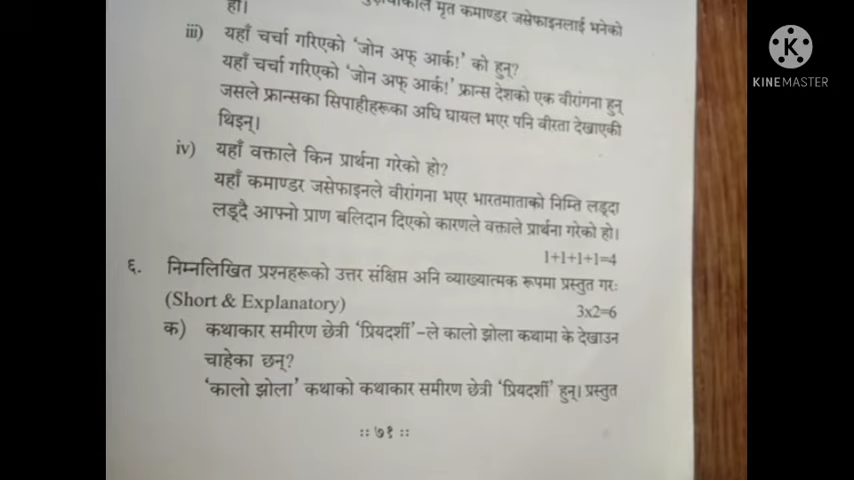 हो।
मृत कमाण्डर जसेफाइनलाई भनेको
iii) यहाँ चर्चा गरिएको ‘जोन अफ् आर्क!’ को हुन्?
यहाँ चर्चा गरिएको ‘जोन अफ् आर्क!’ फ्रान्स देशको एक वीरांगना हुन्
जसले फ्रान्सका सिपाहीहरूका अघि घायल भएर पनि वीरता देखाएकी
थिइन्।
iv) यहाँ वक्ताले किन प्रार्थना गरेको हो?
यहाँ कमाण्डर जसेफाइनले वीरांगना भएर भारतमाताको निम्ति लड्दा
लड्दै आफ्नो प्राण बलिदान दिएको कारणले वक्ताले प्रार्थना गरेको हो।
1+1+1+1=4
६. निम्नलिखित प्रश्नहरूको उत्तर संक्षिप्त अनि व्याख्यात्मक रूपमा प्रस्तुत गरः
(Short & Explanatory) 3x2=6
क) कथाकार समीरण छेत्री ‘प्रियदर्शी’-ले कालो झोला कथामा के देखाउन
चाहेका छन्?
‘कालो झोला’ कथाको कथाकार समीरण छेत्री ‘प्रियदर्शी’ हुन्। प्रस्तुत
:: ७१ ::
KINEMASTER